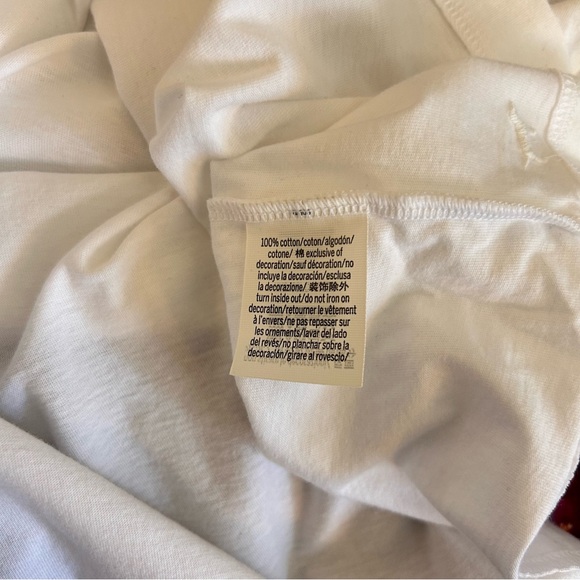 100% cotton/coton/algodón/
cotone/ 棉 exclusive of
decoration/sauf décoration/no
incluye la decoración/esclusa
la decorazione/ 装饰除外
turn inside out/do not iron on
decoration/retourner le vêtement
à l'envers/ne pas repasser sur
les ornements/lavar del lado
del revés/no planchar sobre la
decoración/girare al rovescio/